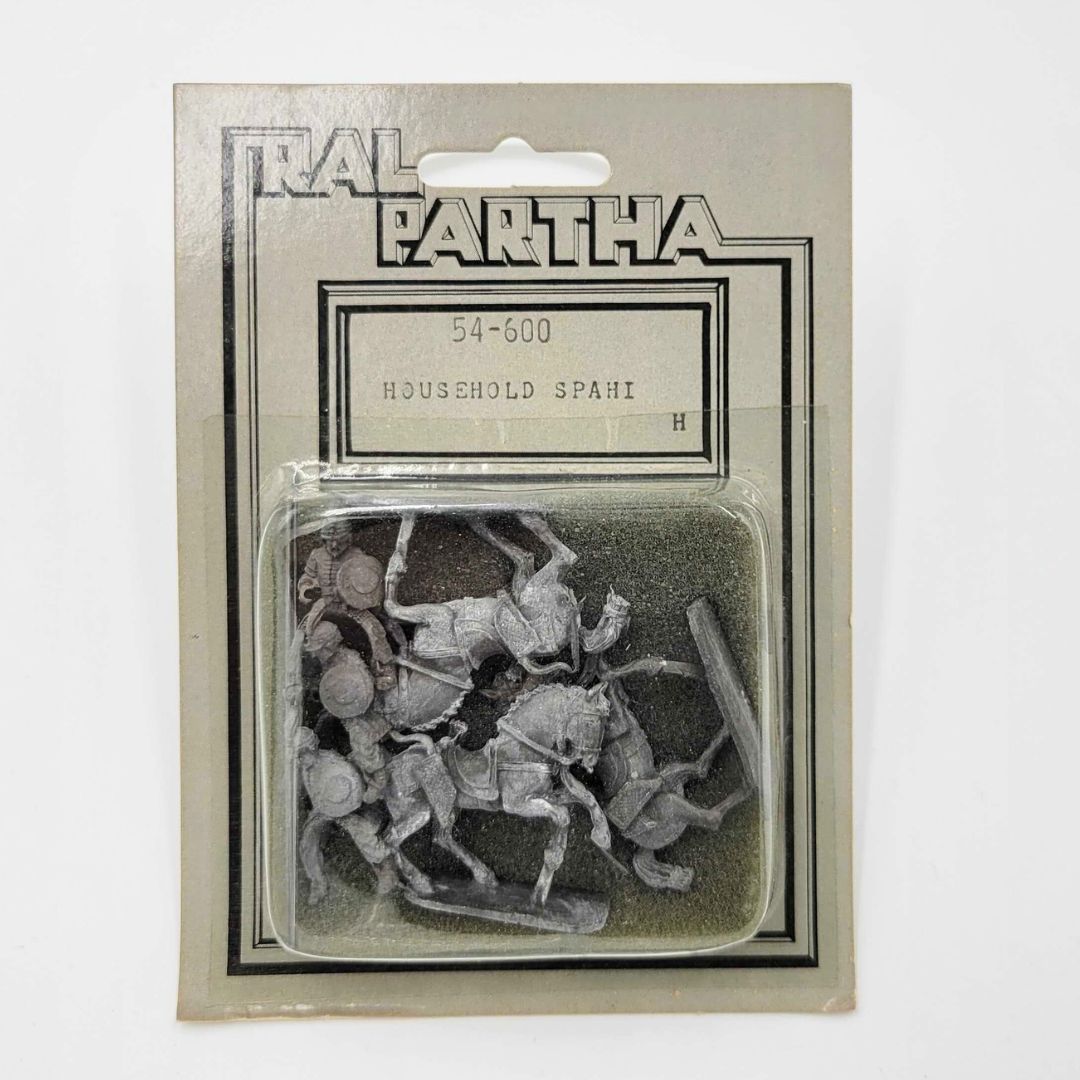 RAL
PARTHA
54-600
HOUSEHOLD SPAHI
H